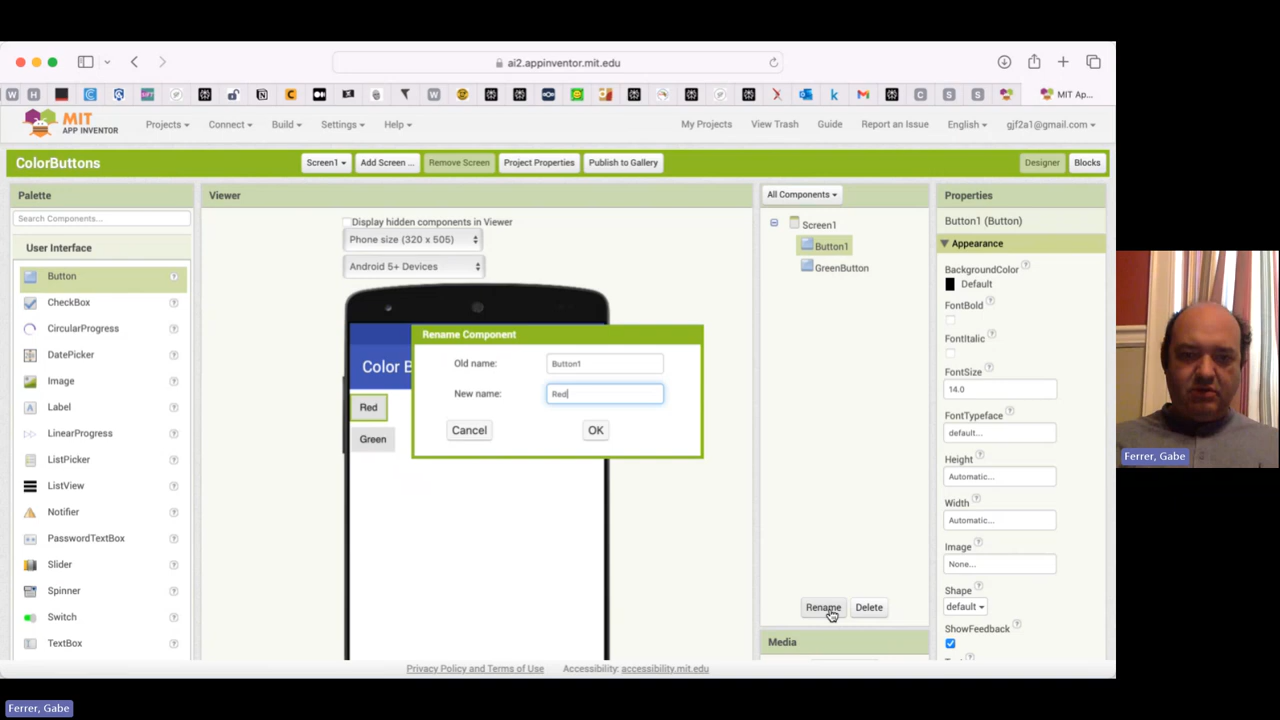 ai2.appinventor.mit.edu
MIT Ap...
MIT
APP INVENTOR
Projects
Connect
Build
Settings
Help
My Projects
View Trash
Guide
Report an Issue
English
gjf2a1@gmail.com
ColorButtons
Screen1
Add Screen ...
Remove Screen
Project Properties
Publish to Gallery
Designer
Blocks
Palette
Search Components...
User Interface
Button
CheckBox
CircularProgress
DatePicker
Image
Label
LinearProgress
ListPicker
ListView
Notifier
PasswordTextBox
Slider
Spinner
Switch
TextBox
Viewer
Display hidden components in Viewer
Phone size (320 x 505)
Android 5+ Devices
Color B
Red
Green
Rename Component
Old name:
Button1
New name:
Red
Cancel
OK
All Components
Screen1
Button1
GreenButton
Rename
Delete
Media
Properties
Button1 (Button)
Appearance
BackgroundColor
Default
FontBold
FontItalic
FontSize
14.0
FontTypeface
default...
Height
Automatic...
Width
Automatic...
Image
None...
Shape
default
ShowFeedback
Privacy Policy and Terms of Use
Accessibility: accessibility.mit.edu
Ferrer, Gabe
Ferrer, Gabe